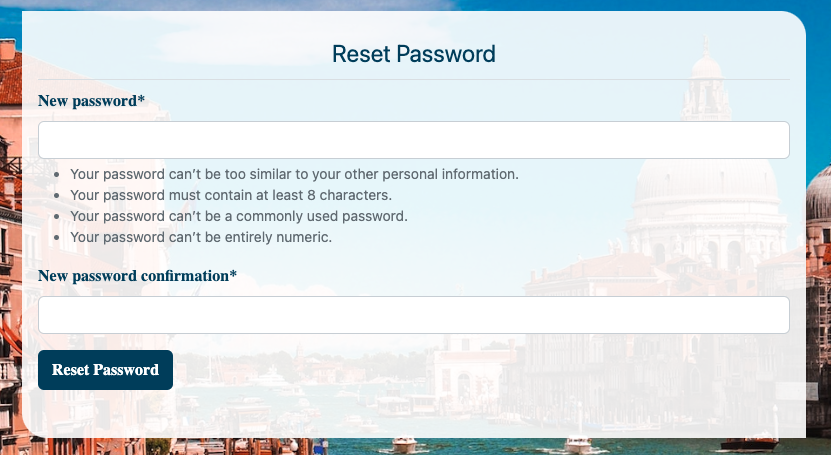 Reset Password
New password*
Your password can’t be too similar to your other personal information.
Your password must contain at least 8 characters.
Your password can’t be a commonly used password.
Your password can’t be entirely numeric.
New password confirmation*
Reset Password